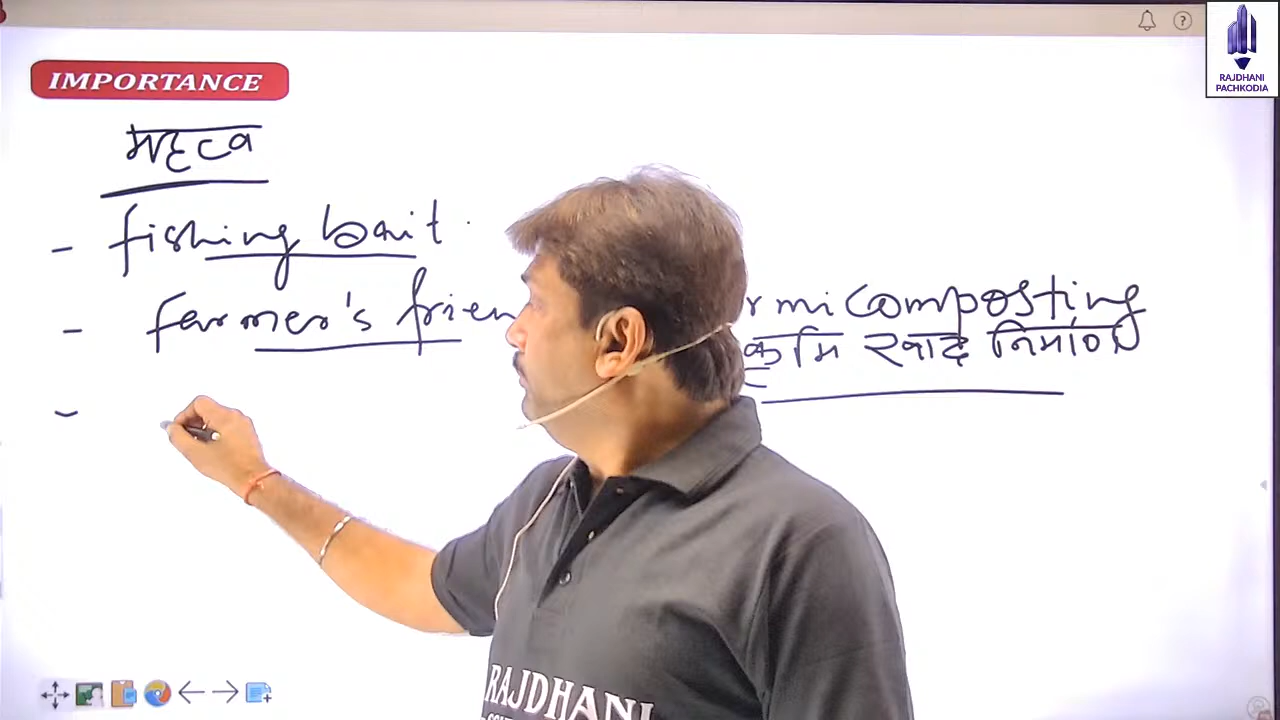 RAJDHANI
PACHKODIA
IMPORTANCE
महत्व
- fishing bait
- farmer's frien rmicomposting
कृमि खाद निर्माण
-
RAJDHANI